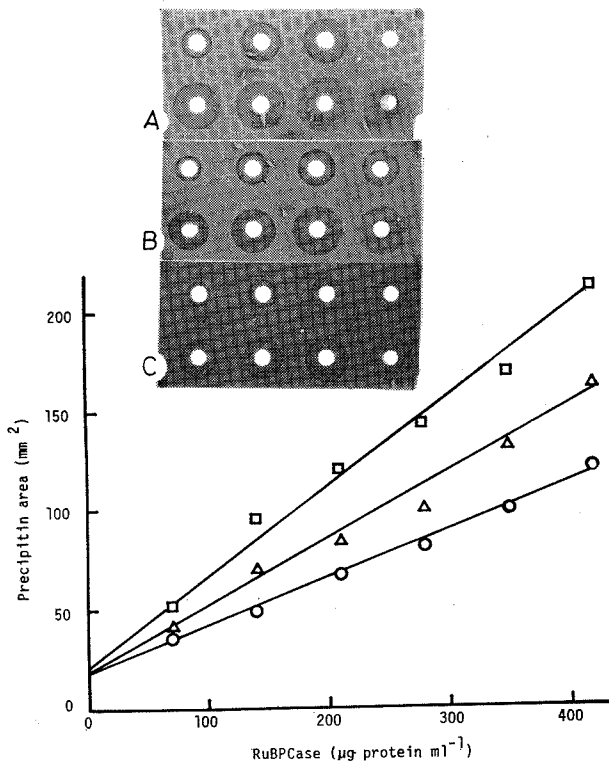 A
B
C
200
150
100
50
0
Precipitin area (mm²)
0 100 200 300 400
RuBPCase (µg protein ml⁻¹)